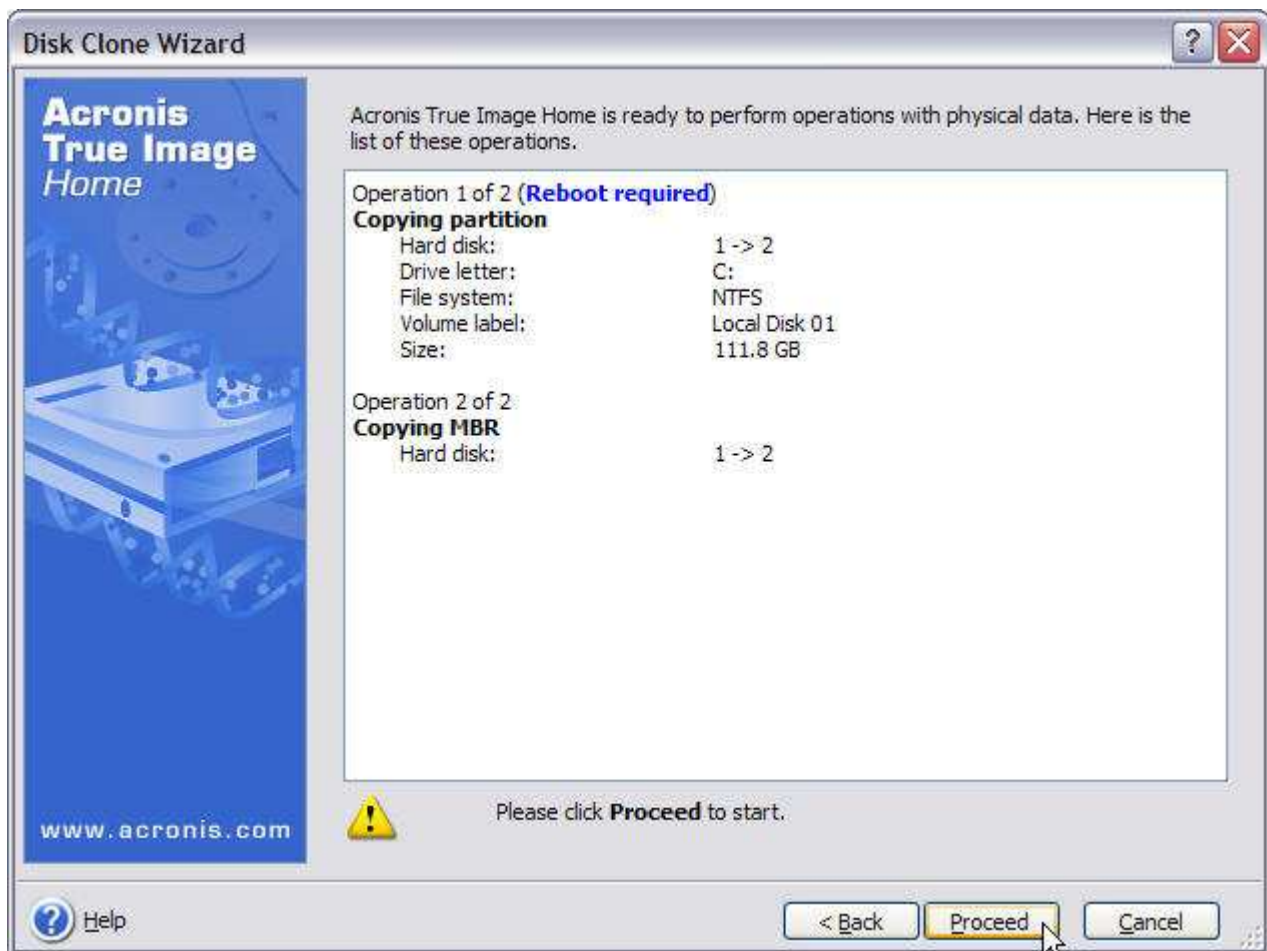 Disk Clone Wizard
?
Acronis
True Image
Home
Acronis True Image Home is ready to perform operations with physical data. Here is the
list of these operations.
Operation 1 of 2 (Reboot required)
Copying partition
Hard disk: 1 -> 2
Drive letter: C:
File system: NTFS
Volume label: Local Disk 01
Size: 111.8 GB
Operation 2 of 2
Copying MBR
Hard disk: 1 -> 2
www.acronis.com
! Please click Proceed to start.
? Help < Back Proceed Cancel